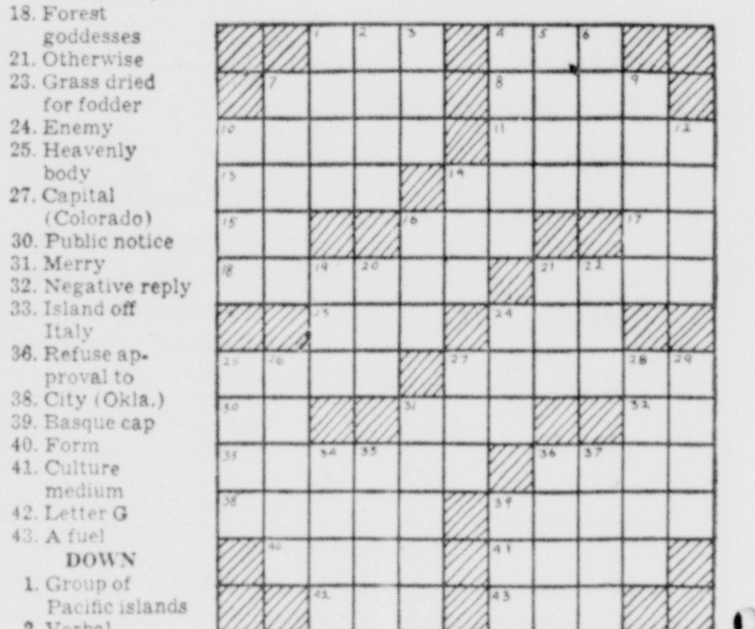 18. Forest
goddesses
21. Otherwise
23. Grass dried
for fodder
24. Enemy
25. Heavenly
body
27. Capital
(Colorado)
30. Public notice
31. Merry
32. Negative reply
33. Island off
Italy
36. Refuse ap-
proval to
38. City (Okla.)
39. Basque cap
40. Form
41. Culture
medium
42. Letter G
43. A fuel
DOWN
1. Group of
Pacific islands
2. Verbal
1 2 3 4 5 6
7 8 9
10 11 12
13 14
15 16 17
18 19 20 21 22
23 24
25 26 27 28 29
30 31 32
33 34 35 36 37
38 39
40 41
42 43